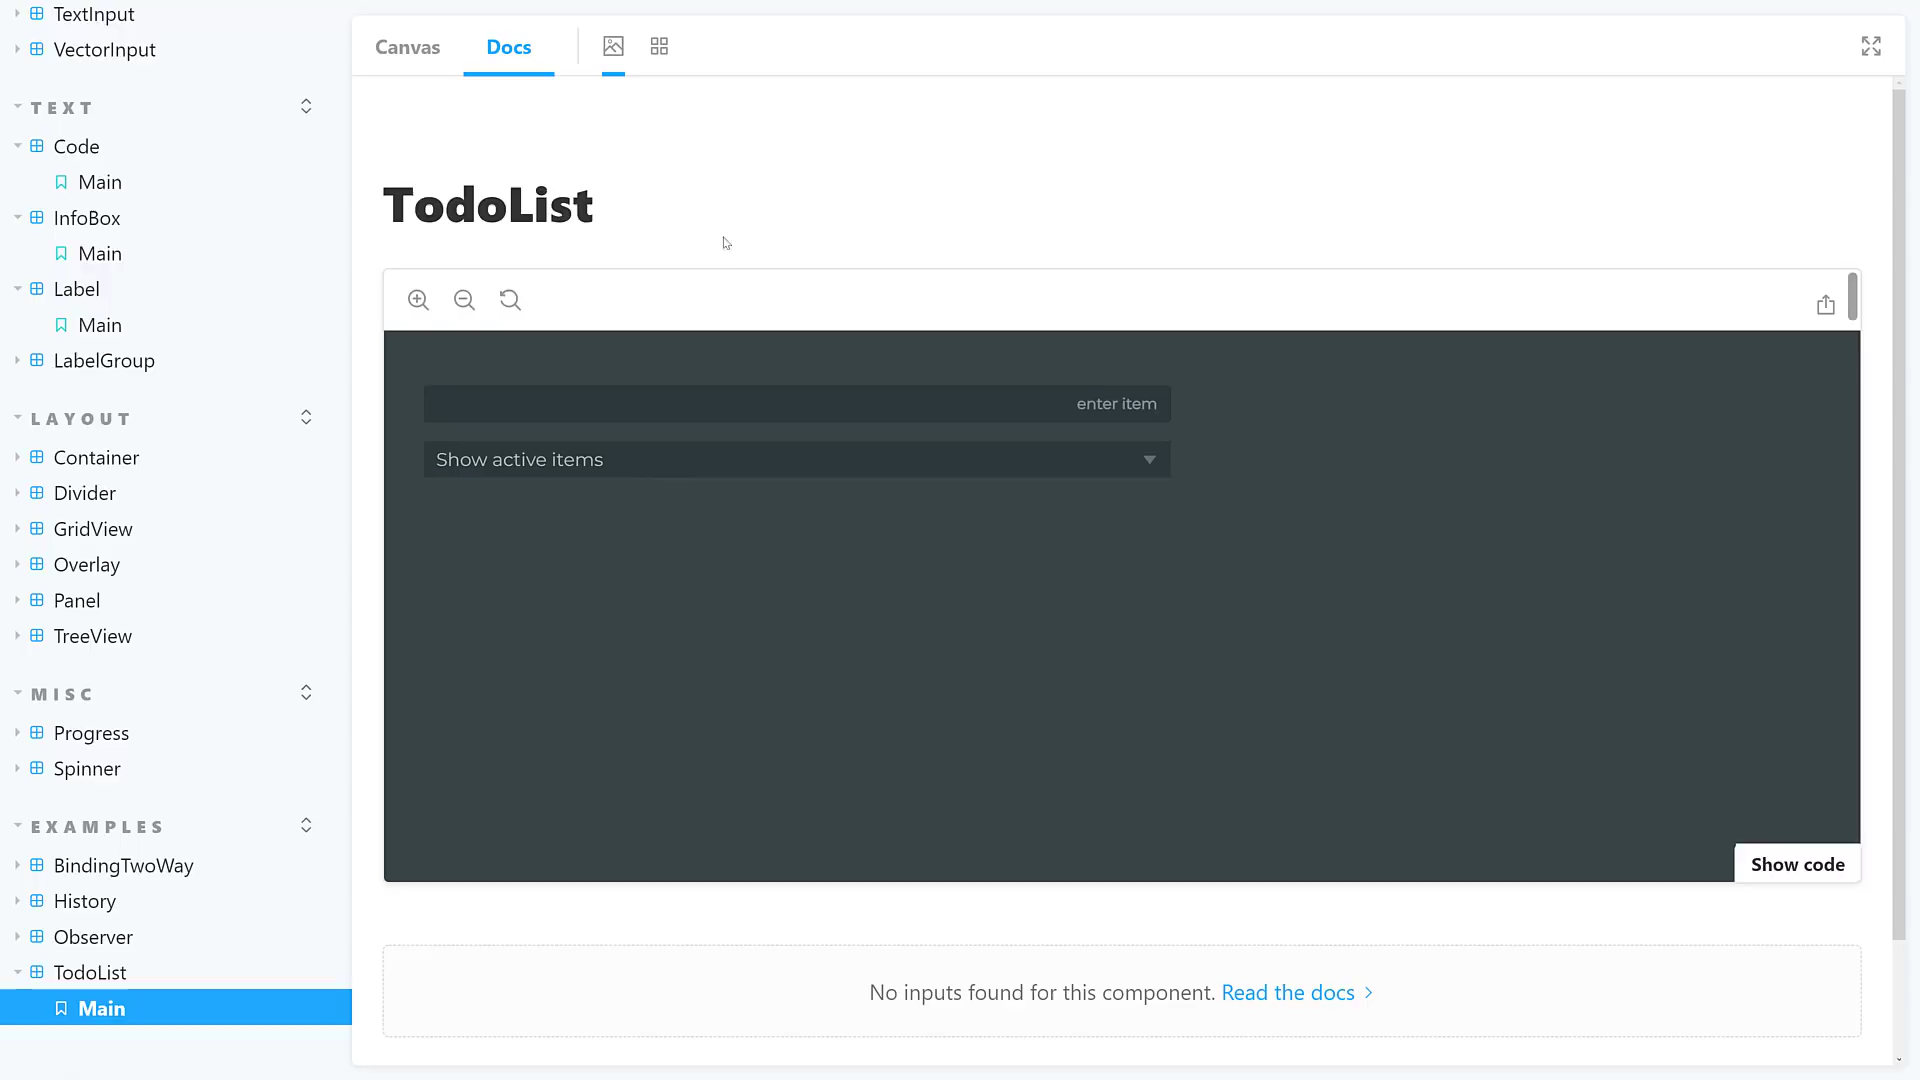 TextInput
VectorInput
TEXT
Code
Main
InfoBox
Main
Label
Main
LabelGroup
LAYOUT
Container
Divider
GridView
Overlay
Panel
TreeView
MISC
Progress
Spinner
EXAMPLES
BindingTwoWay
History
Observer
TodoList
Main
Canvas
Docs
TodoList
enter item
Show active items
Show code
No inputs found for this component. Read the docs